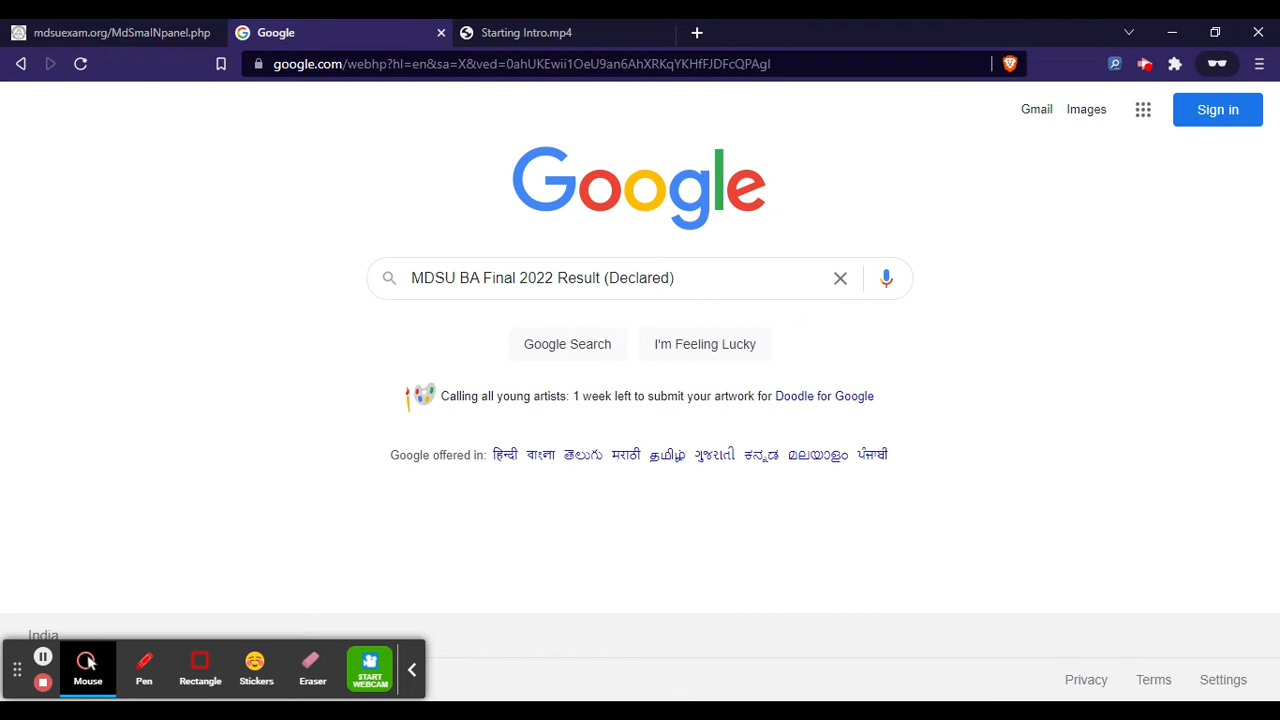 mdsuexam.org/MdSmalNpanel.php
Google
Starting Intro.mp4
google.com/webhp?hl=en&sa=X&ved=0ahUKEwii1OeU9an6AhXRKqYKHfFJDFcQPAgI
Gmail Images Sign in
Google
MDSU BA Final 2022 Result (Declared)
Google Search I'm Feeling Lucky
Calling all young artists: 1 week left to submit your artwork for Doodle for Google
Google offered in: हिन्दी বাংলা తెలుగు मराठी தமிழ் ગુજરાતી ಕನ್ನಡ മലയാളം ਪੰਜਾਬੀ
India
Mouse Pen Rectangle Stickers Eraser START WEBCAM
Privacy Terms Settings